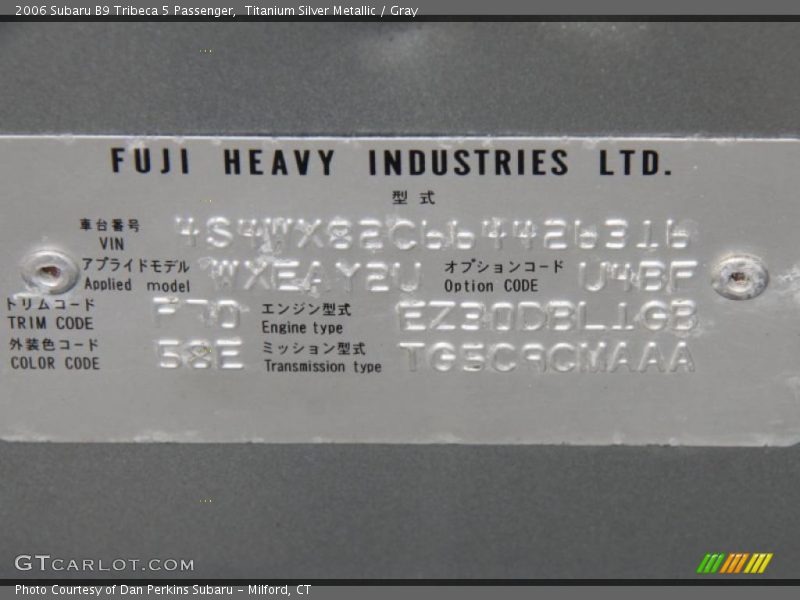 2006 Subaru B9 Tribeca 5 Passenger, Titanium Silver Metallic / Gray
FUJI HEAVY INDUSTRIES LTD.
型式
車台番号 4S4WX82C664426316
VIN
アプライドモデル WXEAY2U オプションコード U4BF
Applied model Option CODE
トリムコード F70 エンジン型式 EZ30DBL1GB
TRIM CODE Engine type
外装色コード 58E ミッション型式 TG5C9CMAAA
COLOR CODE Transmission type
GTCARLOT.COM
Photo Courtesy of Dan Perkins Subaru – Milford, CT